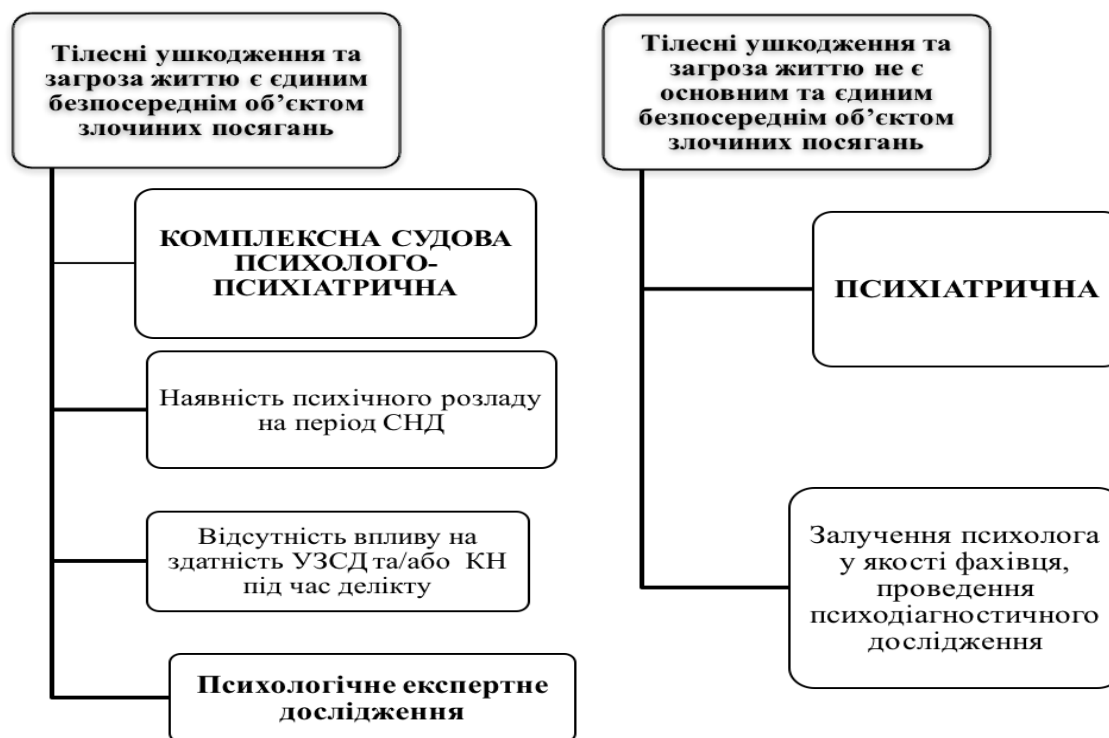 Тілесні ушкодження та
загроза життю є єдиним
безпосереднім об’єктом
злочиних посягань
КОМПЛЕКСНА СУДОВА
ПСИХОЛОГО-
ПСИХІАТРИЧНА
Наявність психічного розладу
на період СНД
Відсутність впливу на
здатність УЗСД та/або КН
під час делікту
Психологічне експертне
дослідження
Тілесні ушкодження та
загроза життю не є
основним та єдиним
безпосереднім об’єктом
злочиних посягань
ПСИХІАТРИЧНА
Залучення психолога
у якості фахівця,
проведення
психодіагностичного
дослідження